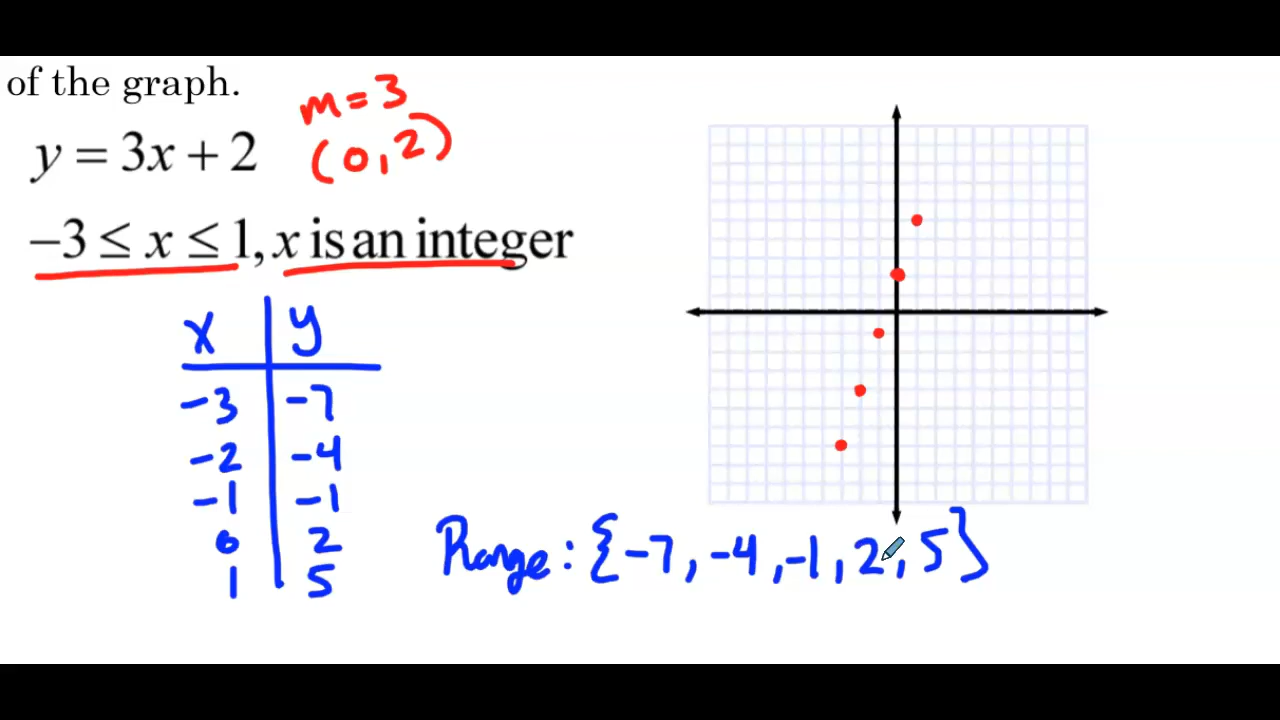 of the graph.
m = 3
y = 3x + 2
(0, 2)
−3 ≤ x ≤ 1, x is an integer
x y
-3 -7
-2 -4
-1 -1
0 2
1 5
Range: {-7, -4, -1, 2, 5}